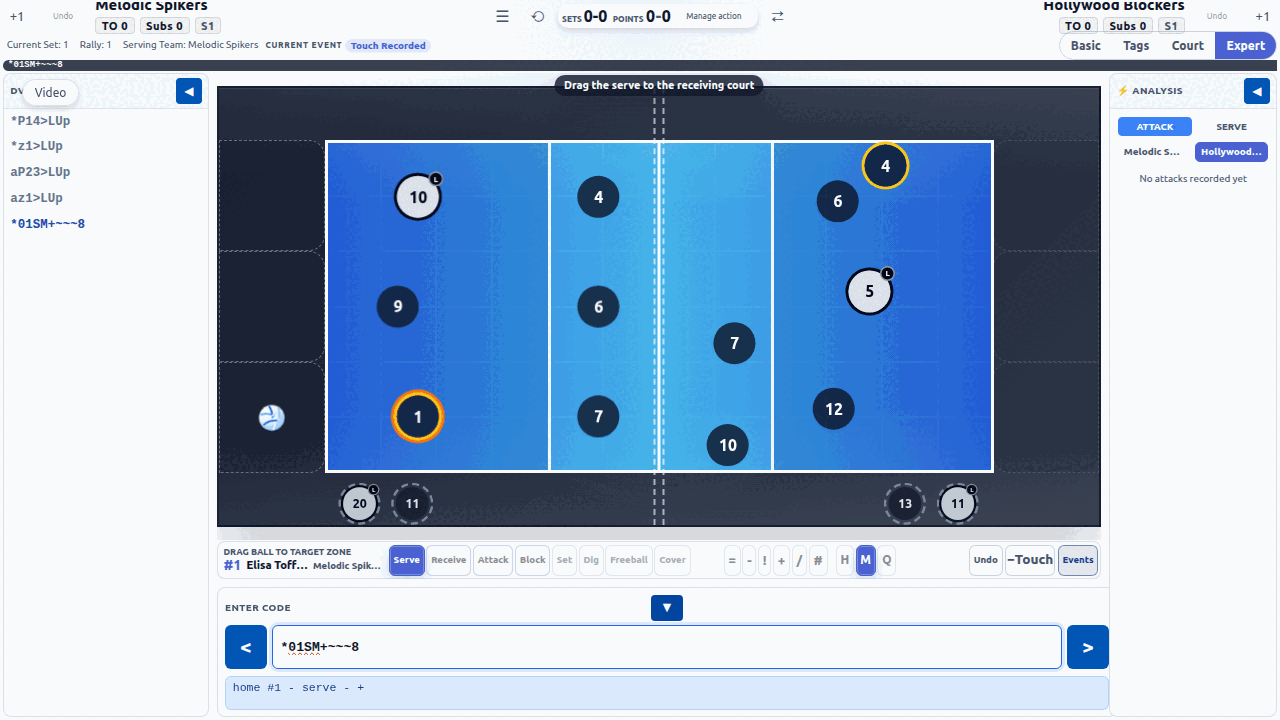 +1
Undo
Melodic Spikers
TO 0
Subs 0
S1
SETS 0-0 POINTS 0-0
Manage action
Hollywood Blockers
TO 0
Subs 0
S1
Undo
+1
Current Set: 1 Rally: 1 Serving Team: Melodic Spikers CURRENT EVENT Touch Recorded
Basic
Tags
Court
Expert
*01SM+~~~8
DV
Video
◀
*P14>LUp
*z1>LUp
aP23>LUp
az1>LUp
*01SM+~~~8
Drag the serve to the receiving court
10
L
4
9
6
1
7
4
6
5
L
7
12
10
20
L
11
13
11
L
DRAG BALL TO TARGET ZONE
#1 Elisa Toff... Melodic Spik...
Serve
Receive
Attack
Block
Set
Dig
Freeball
Cover
=
-
!
+
/
#
H
M
Q
Undo
−Touch
Events
ENTER CODE
▼
<
*01SM+~~~8
>
home #1 - serve - +
⚡ ANALYSIS
◀
ATTACK
SERVE
Melodic S...
Hollywood...
No attacks recorded yet